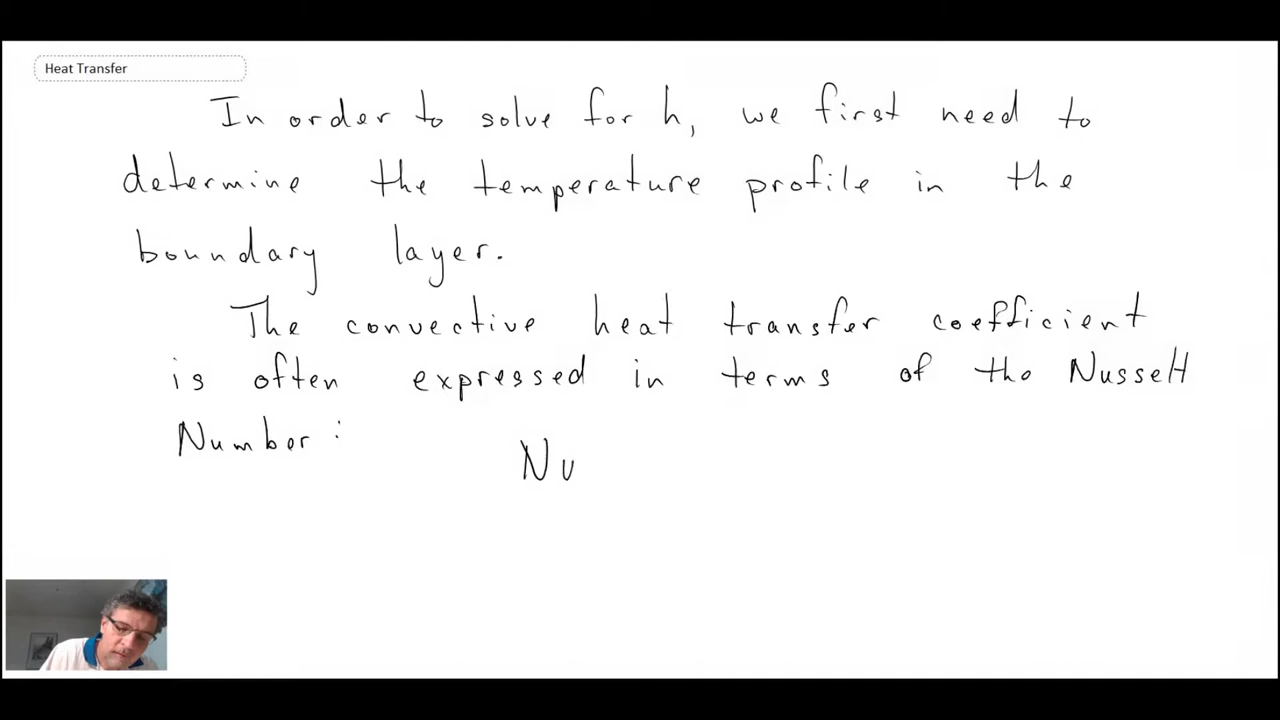 Heat Transfer
In order to solve for h, we first need to
determine the temperature profile in the
boundary layer.
The convective heat transfer coefficient
is often expressed in terms of the Nusselt
Number:
Nu